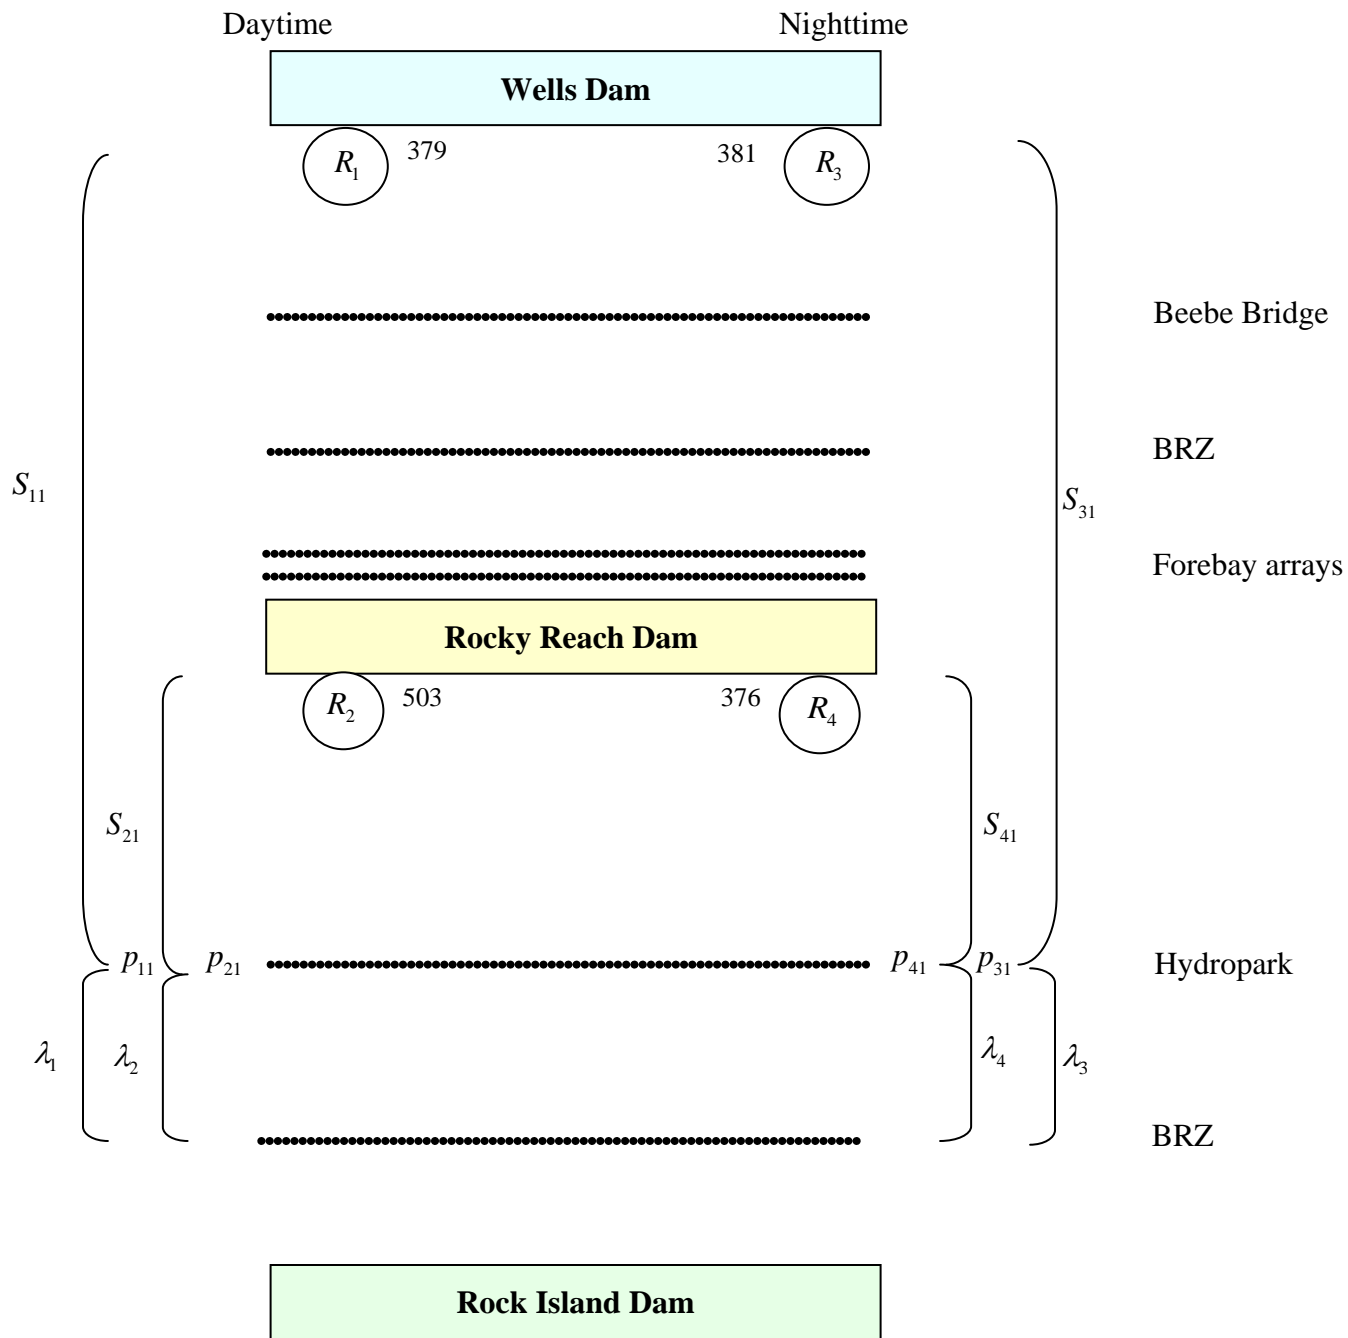 Daytime Nighttime
Wells Dam
R₁ 379 381 R₃
Beebe Bridge
BRZ
S₁₁ S₃₁
Forebay arrays
Rocky Reach Dam
R₂ 503 376 R₄
S₂₁ S₄₁
p₁₁ p₂₁ p₄₁ p₃₁ Hydropark
λ₁ λ₂ λ₄ λ₃
BRZ
Rock Island Dam